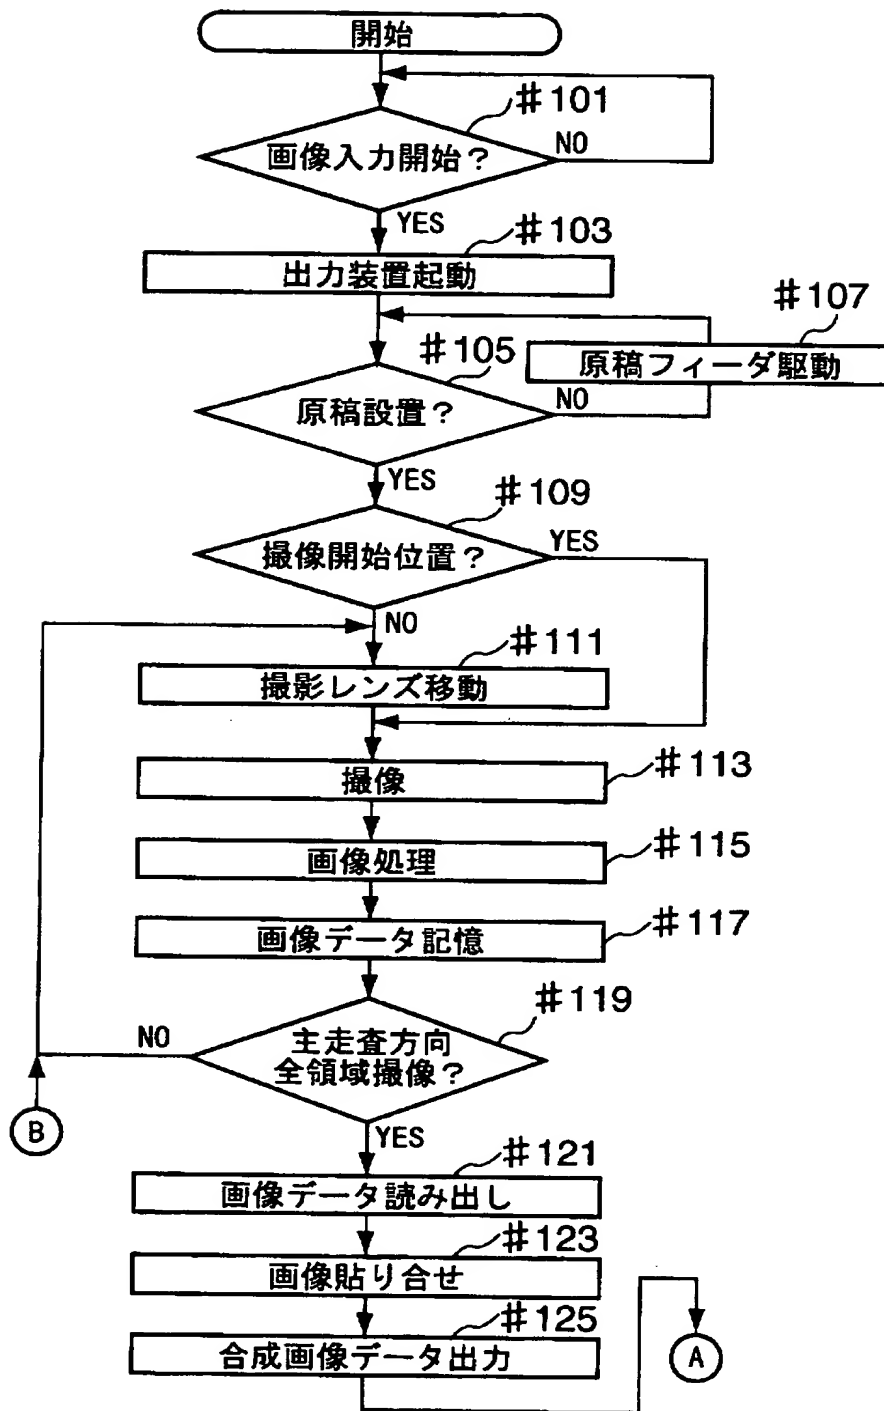 開始
#101
画像入力開始?
NO
YES
#103
出力装置起動
#107
原稿フィーダ駆動
#105
原稿設置?
NO
YES
#109
撮像開始位置?
YES
NO
#111
撮影レンズ移動
#113
撮像
#115
画像処理
#117
画像データ記憶
#119
主走査方向
全領域撮像?
NO
B
YES
#121
画像データ読み出し
#123
画像貼り合せ
#125
合成画像データ出力
A